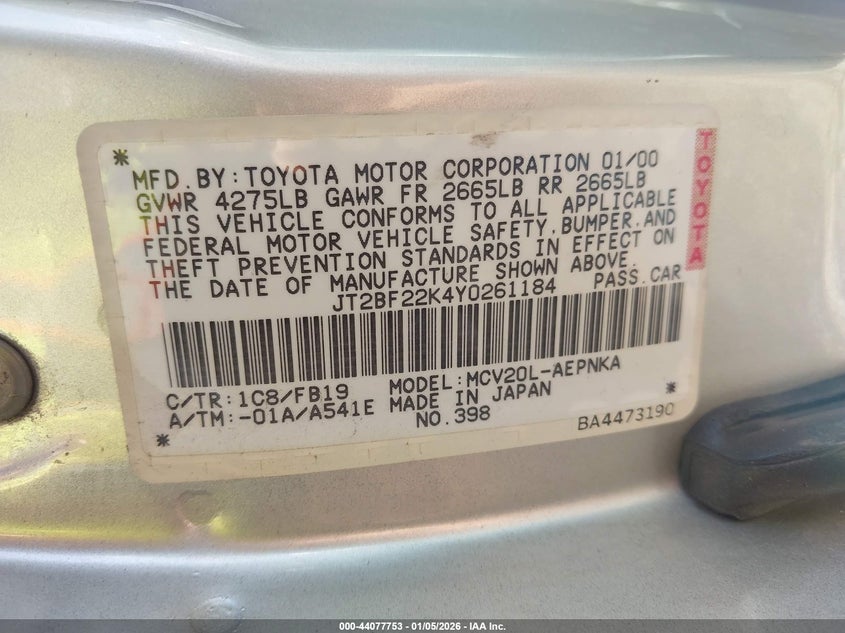 MFD.BY:TOYOTA MOTOR CORPORATION 01/00
GVWR 4275LB GAWR FR 2665LB RR 2665LB
THIS VEHICLE CONFORMS TO ALL APPLICABLE
FEDERAL MOTOR VEHICLE SAFETY,BUMPER,AND
THEFT PREVENTION STANDARDS IN EFFECT ON
THE DATE OF MANUFACTURE SHOWN ABOVE.
JT2BF22K4Y0261184 PASS.CAR
TOYOTA
C/TR:1C8/FB19 MODEL:MCV20L-AEPNKA
A/TM:-01A/A541E MADE IN JAPAN
NO.398 BA4473190
000-44077753 - 01/05/2026 - IAA Inc.